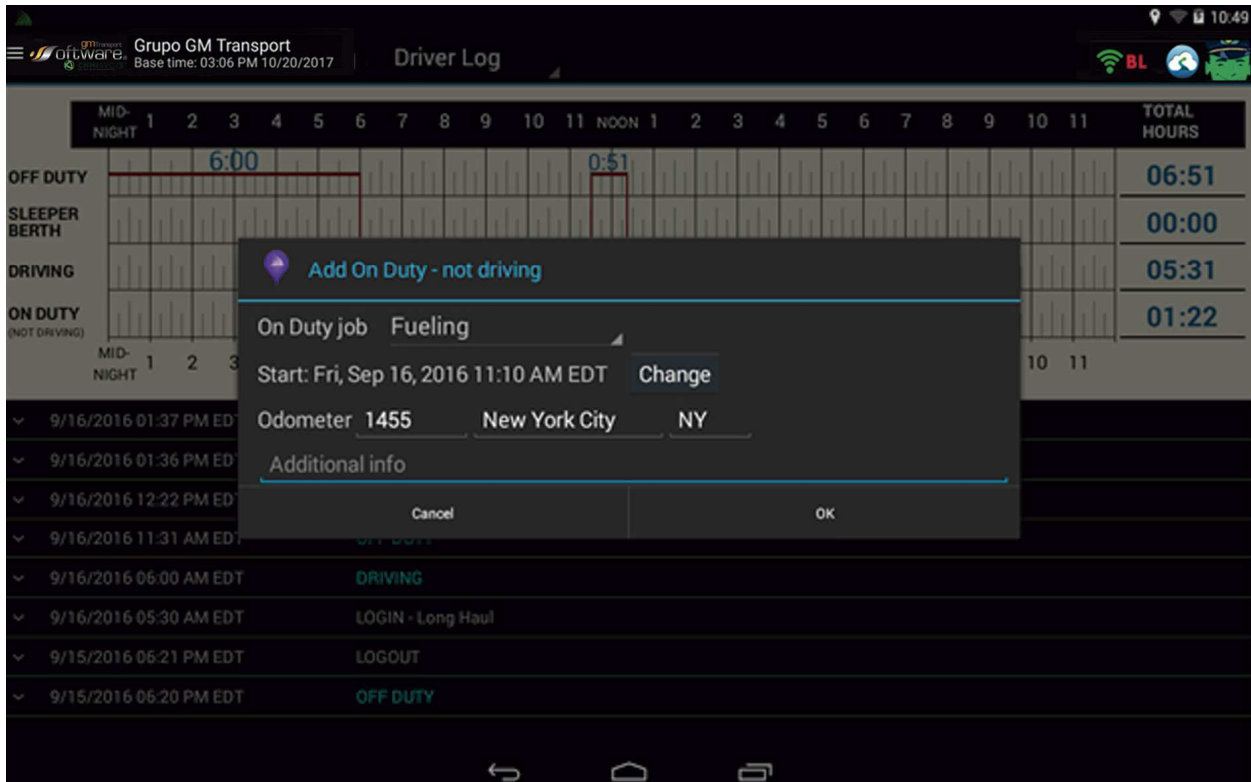 10:49
gmTransport
Software
Grupo GM Transport
Base time: 03:06 PM 10/20/2017
Driver Log
BL
MID-NIGHT 1 2 3 4 5 6 7 8 9 10 11 NOON 1 2 3 4 5 6 7 8 9 10 11 TOTAL HOURS
6:00 0:51
OFF DUTY 06:51
SLEEPER BERTH 00:00
DRIVING 05:31
ON DUTY 01:22
(NOT DRIVING)
MID-NIGHT 1 2 3 10 11
Add On Duty - not driving
On Duty job Fueling
Start: Fri, Sep 16, 2016 11:10 AM EDT Change
Odometer 1455 New York City NY
Additional info
Cancel OK
9/16/2016 01:37 PM ED
9/16/2016 01:36 PM ED
9/16/2016 12:22 PM ED
9/16/2016 11:31 AM EDT OFF DUTY
9/16/2016 06:00 AM EDT DRIVING
9/16/2016 05:30 AM EDT LOGIN - Long Haul
9/15/2016 06:21 PM EDT LOGOUT
9/15/2016 06:20 PM EDT OFF DUTY